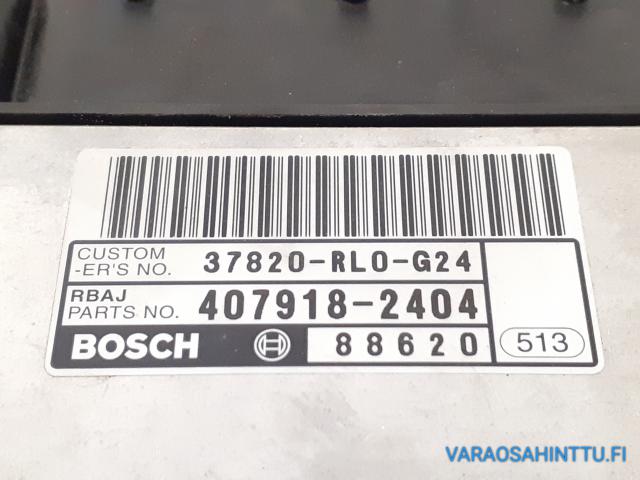 CUSTOM
-ER'S NO. 37820-RL0-G24
RBAJ
PARTS NO. 407918-2404
BOSCH 88620 513
VARAOSAHINTTU.FI